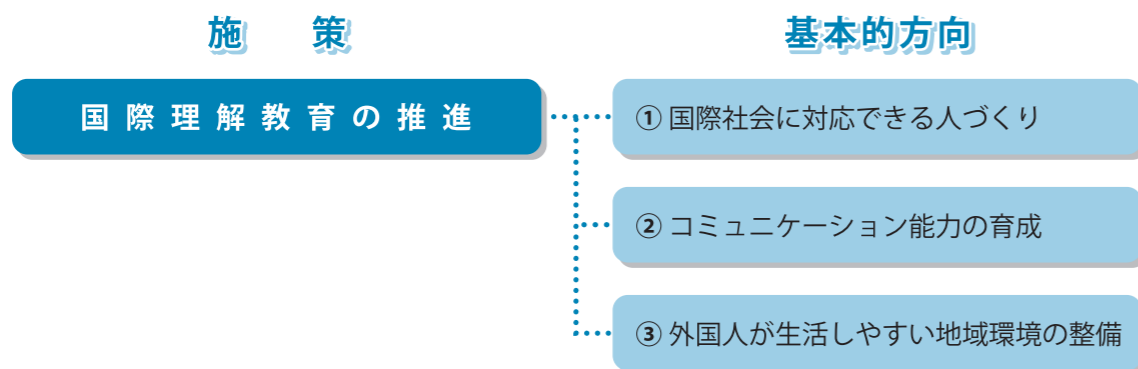 施　策
基本的方向
国際理解教育の推進
① 国際社会に対応できる人づくり
② コミュニケーション能力の育成
③ 外国人が生活しやすい地域環境の整備